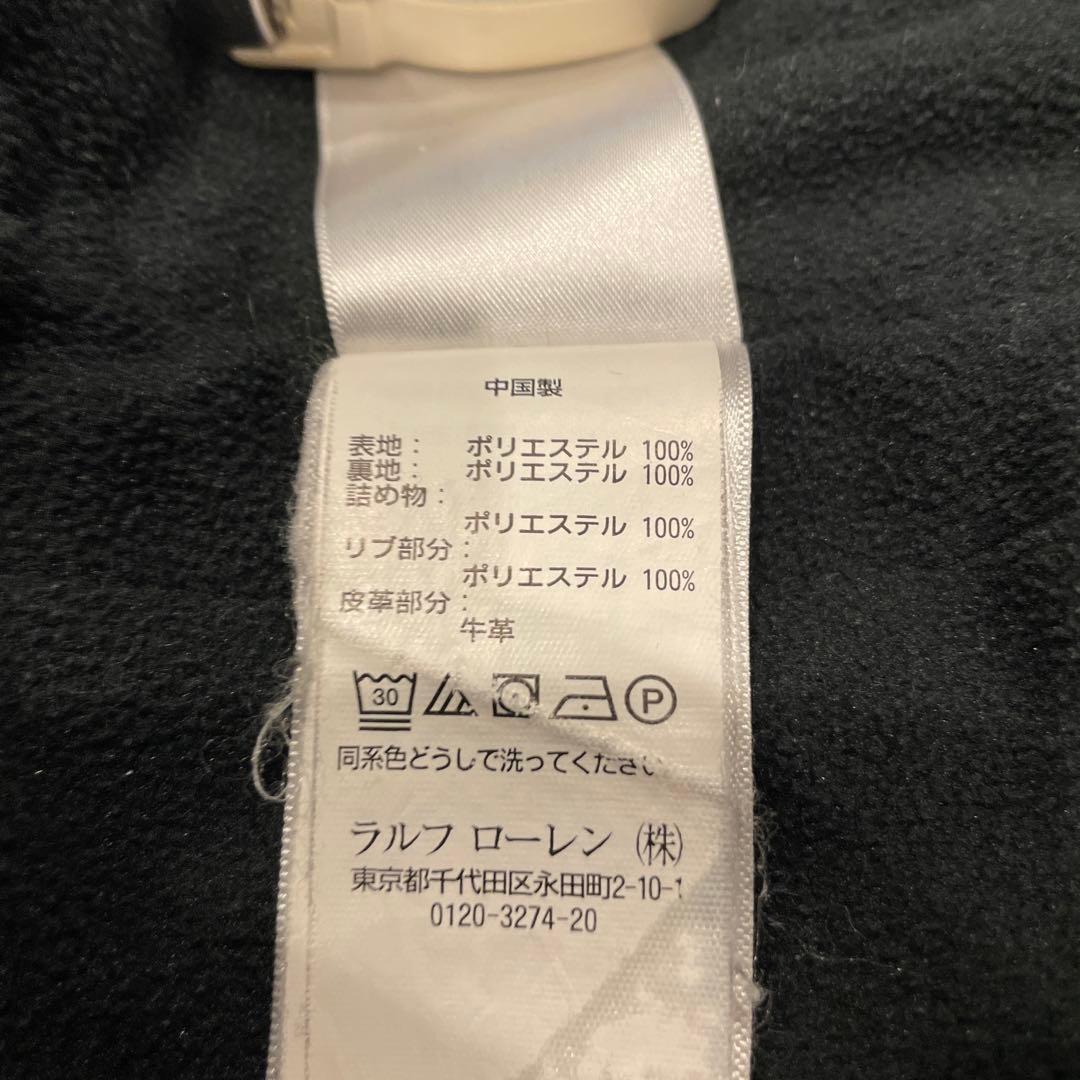 中国製
表地： ポリエステル 100%
裏地： ポリエステル 100%
詰め物：
ポリエステル 100%
リブ部分：
ポリエステル 100%
皮革部分：
牛革
30 P
同系色どうしで洗ってください
ラルフ ローレン (株)
東京都千代田区永田町2-10-1
0120-3274-20